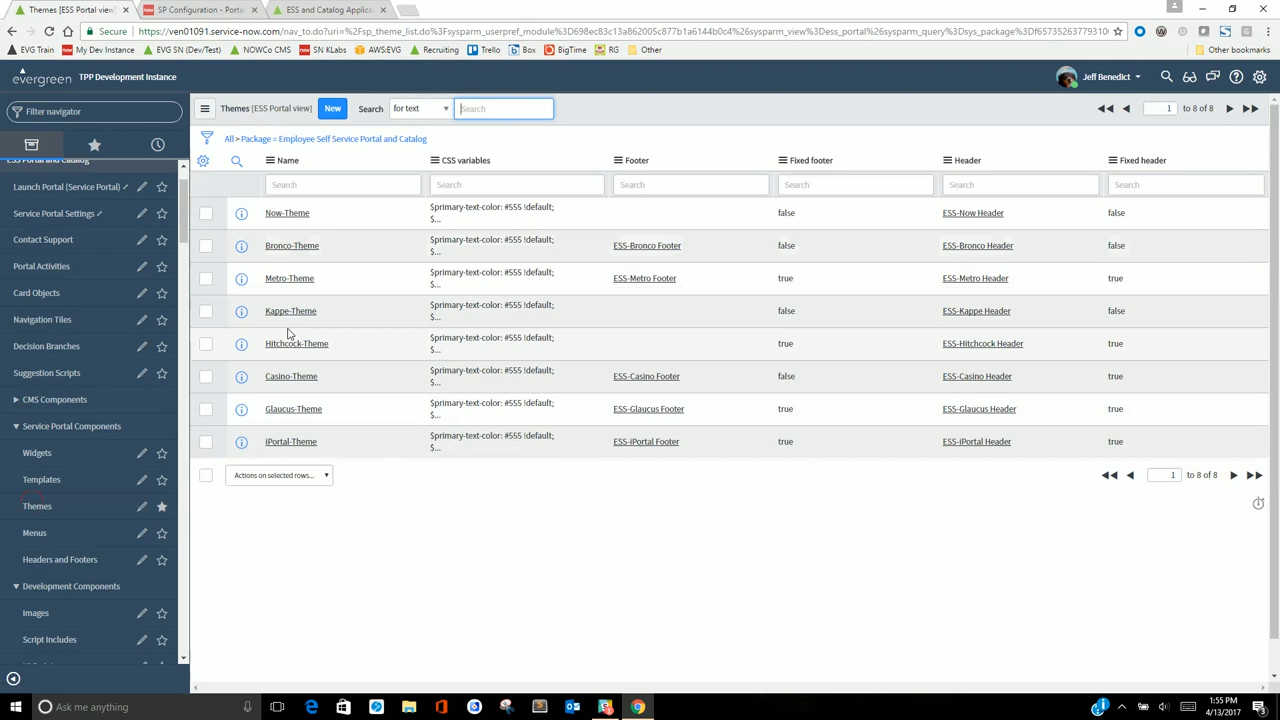 Themes [ESS Portal view]
SP Configuration - Porta
ESS and Catalog Applica
Secure
https://ven01091.service-now.com/nav_to.do?uri=%2Fsp_theme_list.do%3Fsysparm_userpref_module%3D698ec83c13a862005c877b1a6144b0c4%26sysparm_view%3Dess_portal%26sysparm_query%3Dsys_package%3Df657352637793100
EVG Train
My Dev Instance
EVG SN (Dev/Test)
NOWCo CMS
SN KLabs
AWS:EVG
Recruiting
Trello
Box
BigTime
RG
Other
Other bookmarks
evergreen
TPP Development Instance
Jeff Benedict
Filter navigator
Themes [ESS Portal view]
New
Search
for text
Search
1 to 8 of 8
All > Package = Employee Self Service Portal and Catalog
Name
CSS variables
Footer
Fixed footer
Header
Fixed header
Search
Search
Search
Search
Search
Search
Now-Theme
$primary-text-color: #555 !default;
$...
false
ESS-Now Header
false
Bronco-Theme
$primary-text-color: #555 !default;
$...
ESS-Bronco Footer
false
ESS-Bronco Header
false
Metro-Theme
$primary-text-color: #555 !default;
$...
ESS-Metro Footer
true
ESS-Metro Header
true
Kappe-Theme
$primary-text-color: #555 !default;
$...
false
ESS-Kappe Header
false
Hitchcock-Theme
$primary-text-color: #555 !default;
$...
true
ESS-Hitchcock Header
true
Casino-Theme
$primary-text-color: #555 !default;
$...
ESS-Casino Footer
false
ESS-Casino Header
true
Glaucus-Theme
$primary-text-color: #555 !default;
$...
ESS-Glaucus Footer
true
ESS-Glaucus Header
true
iPortal-Theme
$primary-text-color: #555 !default;
$...
ESS-iPortal Footer
true
ESS-iPortal Header
true
Actions on selected rows...
1 to 8 of 8
ESS Portal and Catalog
Launch Portal (Service Portal)
Service Portal Settings
Contact Support
Portal Activities
Card Objects
Navigation Tiles
Decision Branches
Suggestion Scripts
CMS Components
Service Portal Components
Widgets
Templates
Themes
Menus
Headers and Footers
Development Components
Images
Script Includes
Ask me anything
1:55 PM
4/13/2017